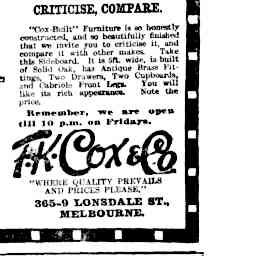 CRITICISE, COMPARE.
"Cox-Built" Furniture is so honestly
constructed, and so beautifully finished
that we invite you to criticise it, and
compare it with other makes. Take
this Sideboard. It is 5ft. wide, is built
of Solid Oak, has Antique Brass Fit-
tings, Two Drawers, Two Cupboards,
and Cabriole Front Legs. You will
like its rich appearance. Note the
price.
Remember, we are open
till 10 p.m. on Fridays.
F.K. COX & Co
"WHERE QUALITY PREVAILS
AND PRICES PLEASE,"
365-9 LONSDALE ST.,
MELBOURNE.